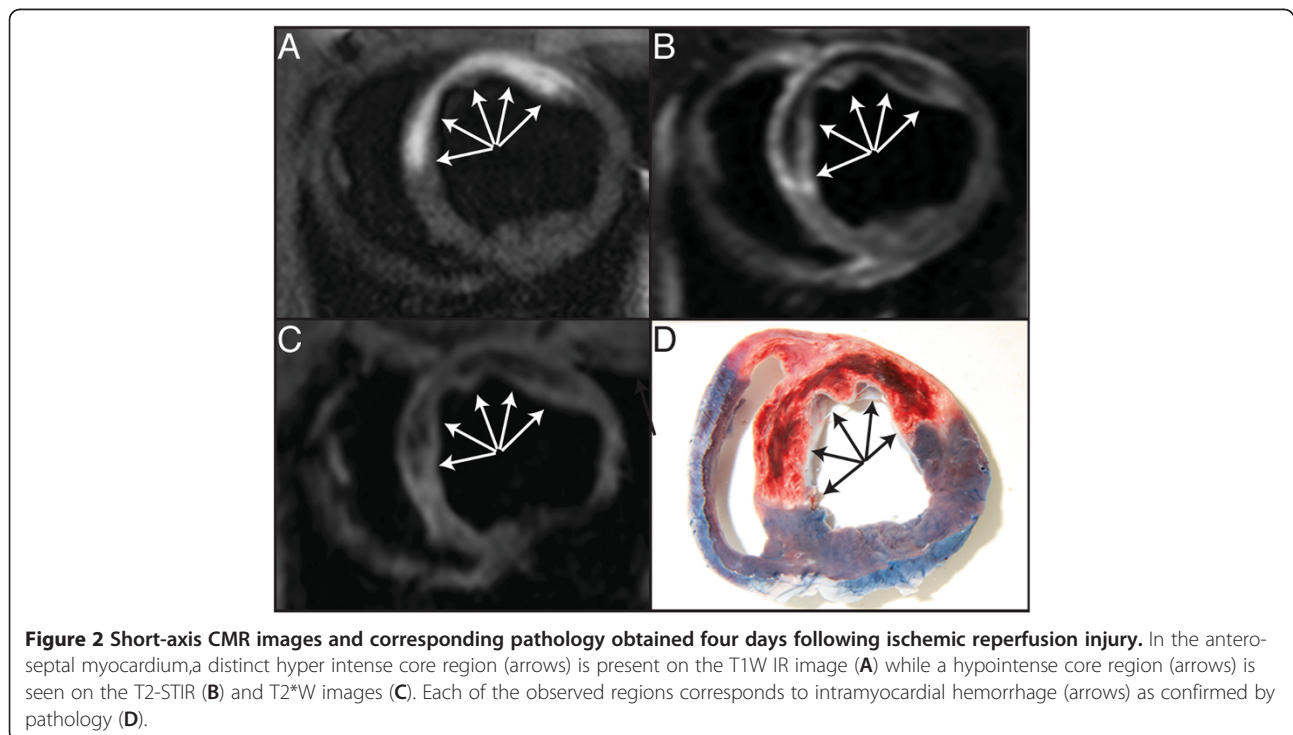 A
B
C
D
Figure 2 Short-axis CMR images and corresponding pathology obtained four days following ischemic reperfusion injury. In the antero-
septal myocardium,a distinct hyper intense core region (arrows) is present on the T1W IR image (A) while a hypointense core region (arrows) is
seen on the T2-STIR (B) and T2*W images (C). Each of the observed regions corresponds to intramyocardial hemorrhage (arrows) as confirmed by
pathology (D).